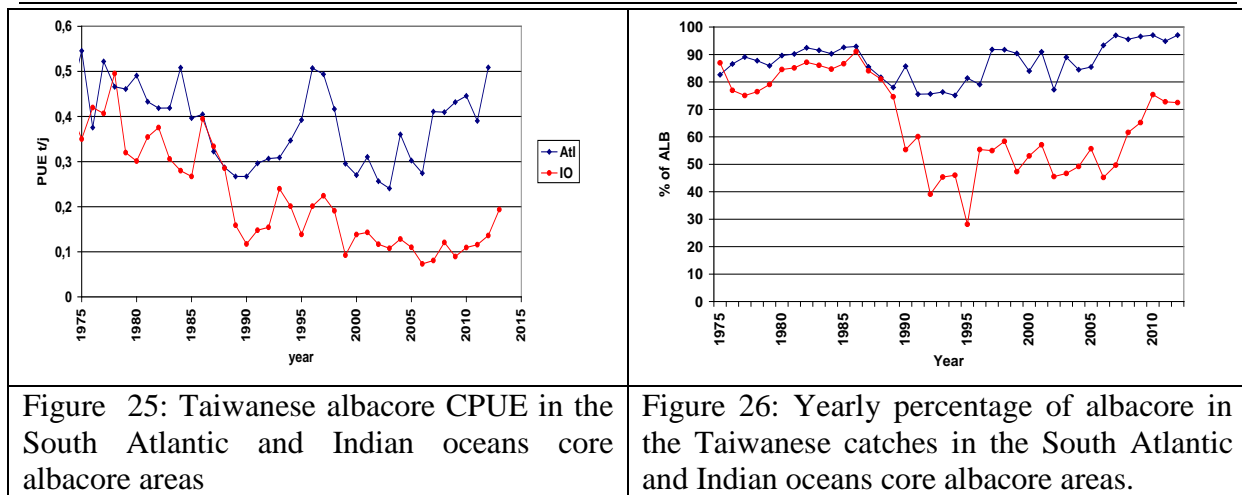 0,6
0,5
0,4
0,3
0,2
0,1
0
PUE t/j
1975
1980
1985
1990
1995
2000
2005
2010
2015
year
Atl
IO
100
90
80
70
60
50
40
30
20
10
0
% of ALB
1975
1980
1985
1990
1995
2000
2005
2010
Year
Figure 25: Taiwanese albacore CPUE in the
South Atlantic and Indian oceans core
albacore areas
Figure 26: Yearly percentage of albacore in
the Taiwanese catches in the South Atlantic
and Indian oceans core albacore areas.